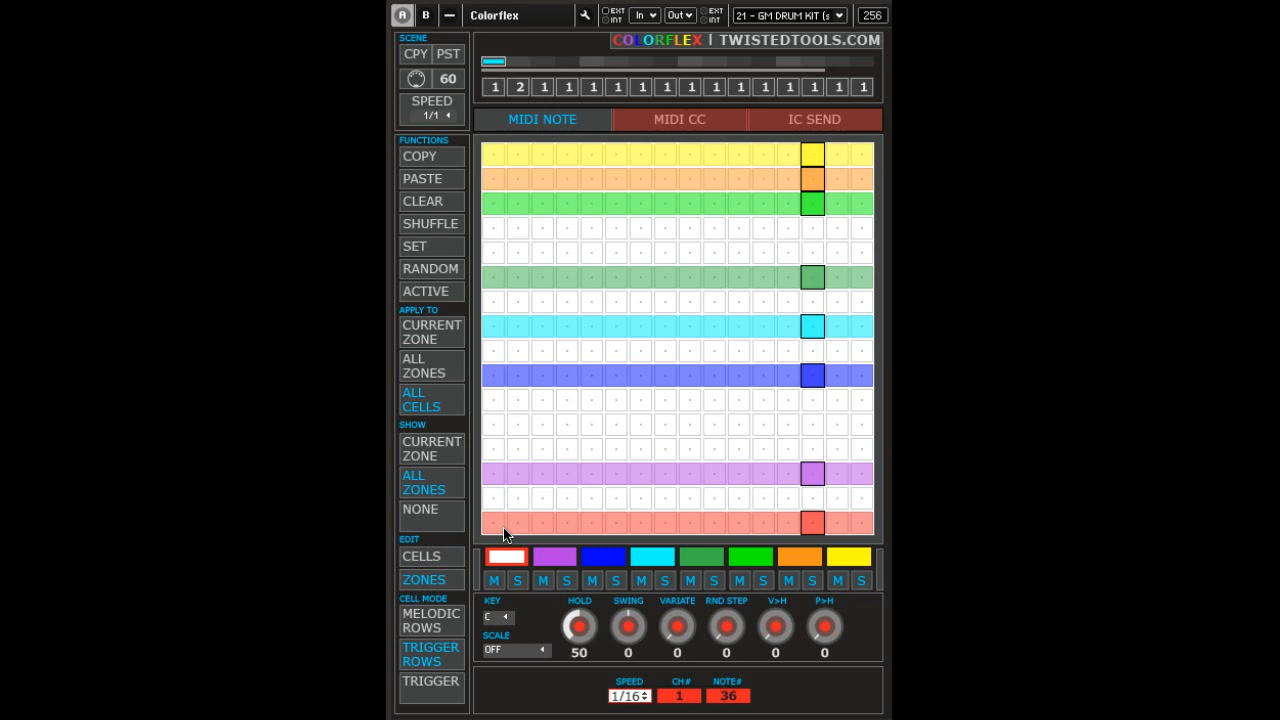 A B Colorflex EXT INT In Out EXT INT 21 - GM DRUM KIT (s 256
SCENE
CPY PST
60
SPEED
1/1
COLORFLEX | TWISTEDTOOLS.COM
1 2 1 1 1 1 1 1 1 1 1 1 1 1 1 1
MIDI NOTE MIDI CC IC SEND
FUNCTIONS
COPY
PASTE
CLEAR
SHUFFLE
SET
RANDOM
ACTIVE
APPLY TO
CURRENT
ZONE
ALL
ZONES
ALL
CELLS
SHOW
CURRENT
ZONE
ALL
ZONES
NONE
EDIT
CELLS
ZONES
CELL MODE
MELODIC
ROWS
TRIGGER
ROWS
TRIGGER
M S M S M S M S M S M S M S M S
KEY HOLD SWING VARIATE RND STEP V>H P>H
C
SCALE
OFF
50 0 0 0 0 0
SPEED CH# NOTE#
1/16 1 36